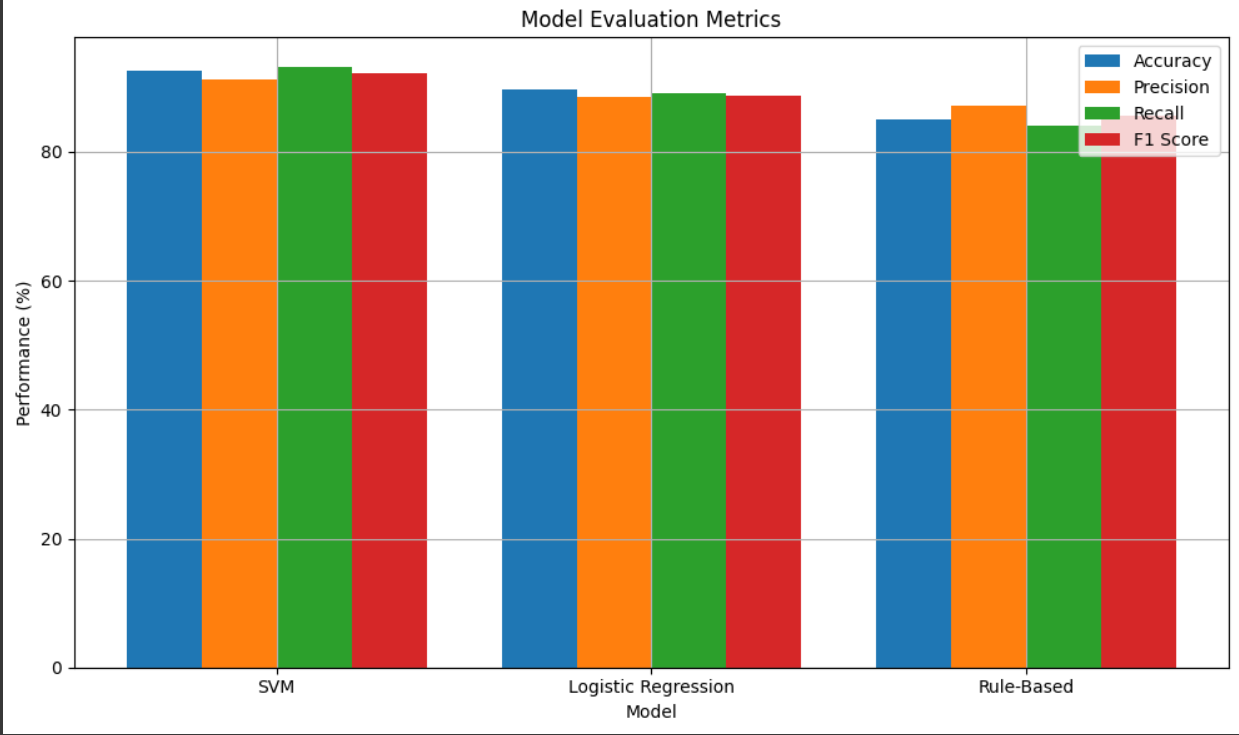 Model Evaluation Metrics
Accuracy
Precision
Recall
F1 Score
Performance (%)
80
60
40
20
0
SVM
Logistic Regression
Rule-Based
Model